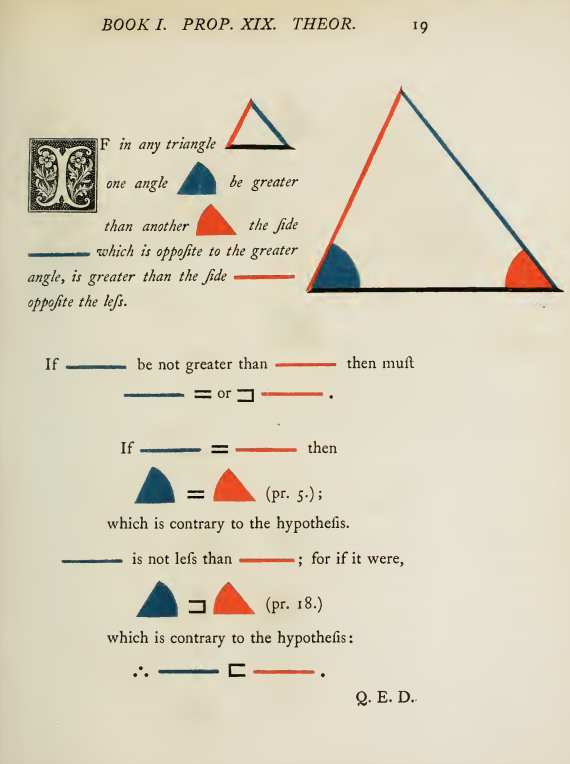 BOOK I. PROP. XIX. THEOR. 19
IF in any triangle
one angle be greater
than another the ſide
which is oppoſite to the greater
angle, is greater than the ſide
oppoſite the leſs.
If be not greater than then muſt
= or ⊐ .
If = then
= (pr. 5.);
which is contrary to the hypotheſis.
is not leſs than ; for if it were,
⊐ (pr. 18.)
which is contrary to the hypotheſis:
∴ ⊏ .
Q. E. D.